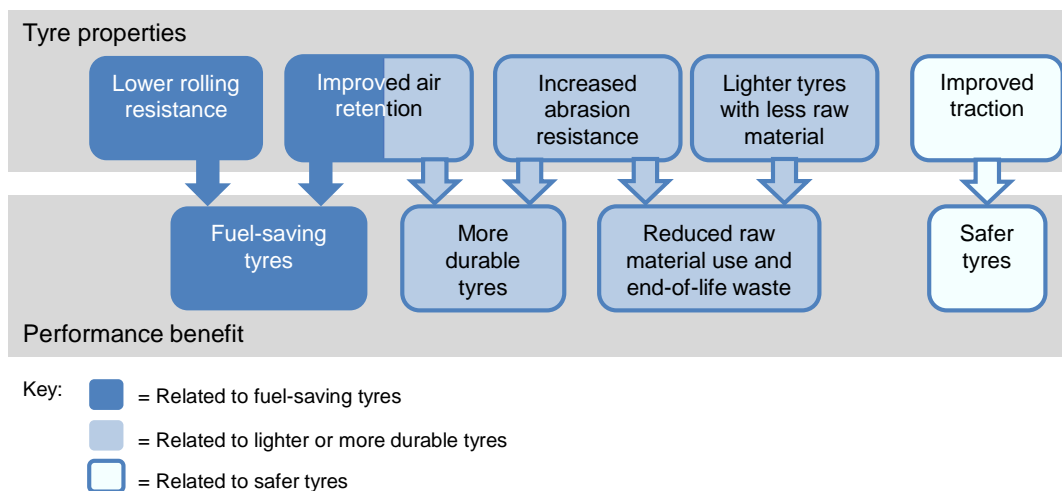 Tyre properties
Lower rolling
resistance
Improved air
retention
Increased
abrasion
resistance
Lighter tyres
with less raw
material
Improved
traction
Fuel-saving
tyres
More
durable
tyres
Reduced raw
material use and
end-of-life waste
Safer
tyres
Performance benefit
Key:
= Related to fuel-saving tyres
= Related to lighter or more durable tyres
= Related to safer tyres